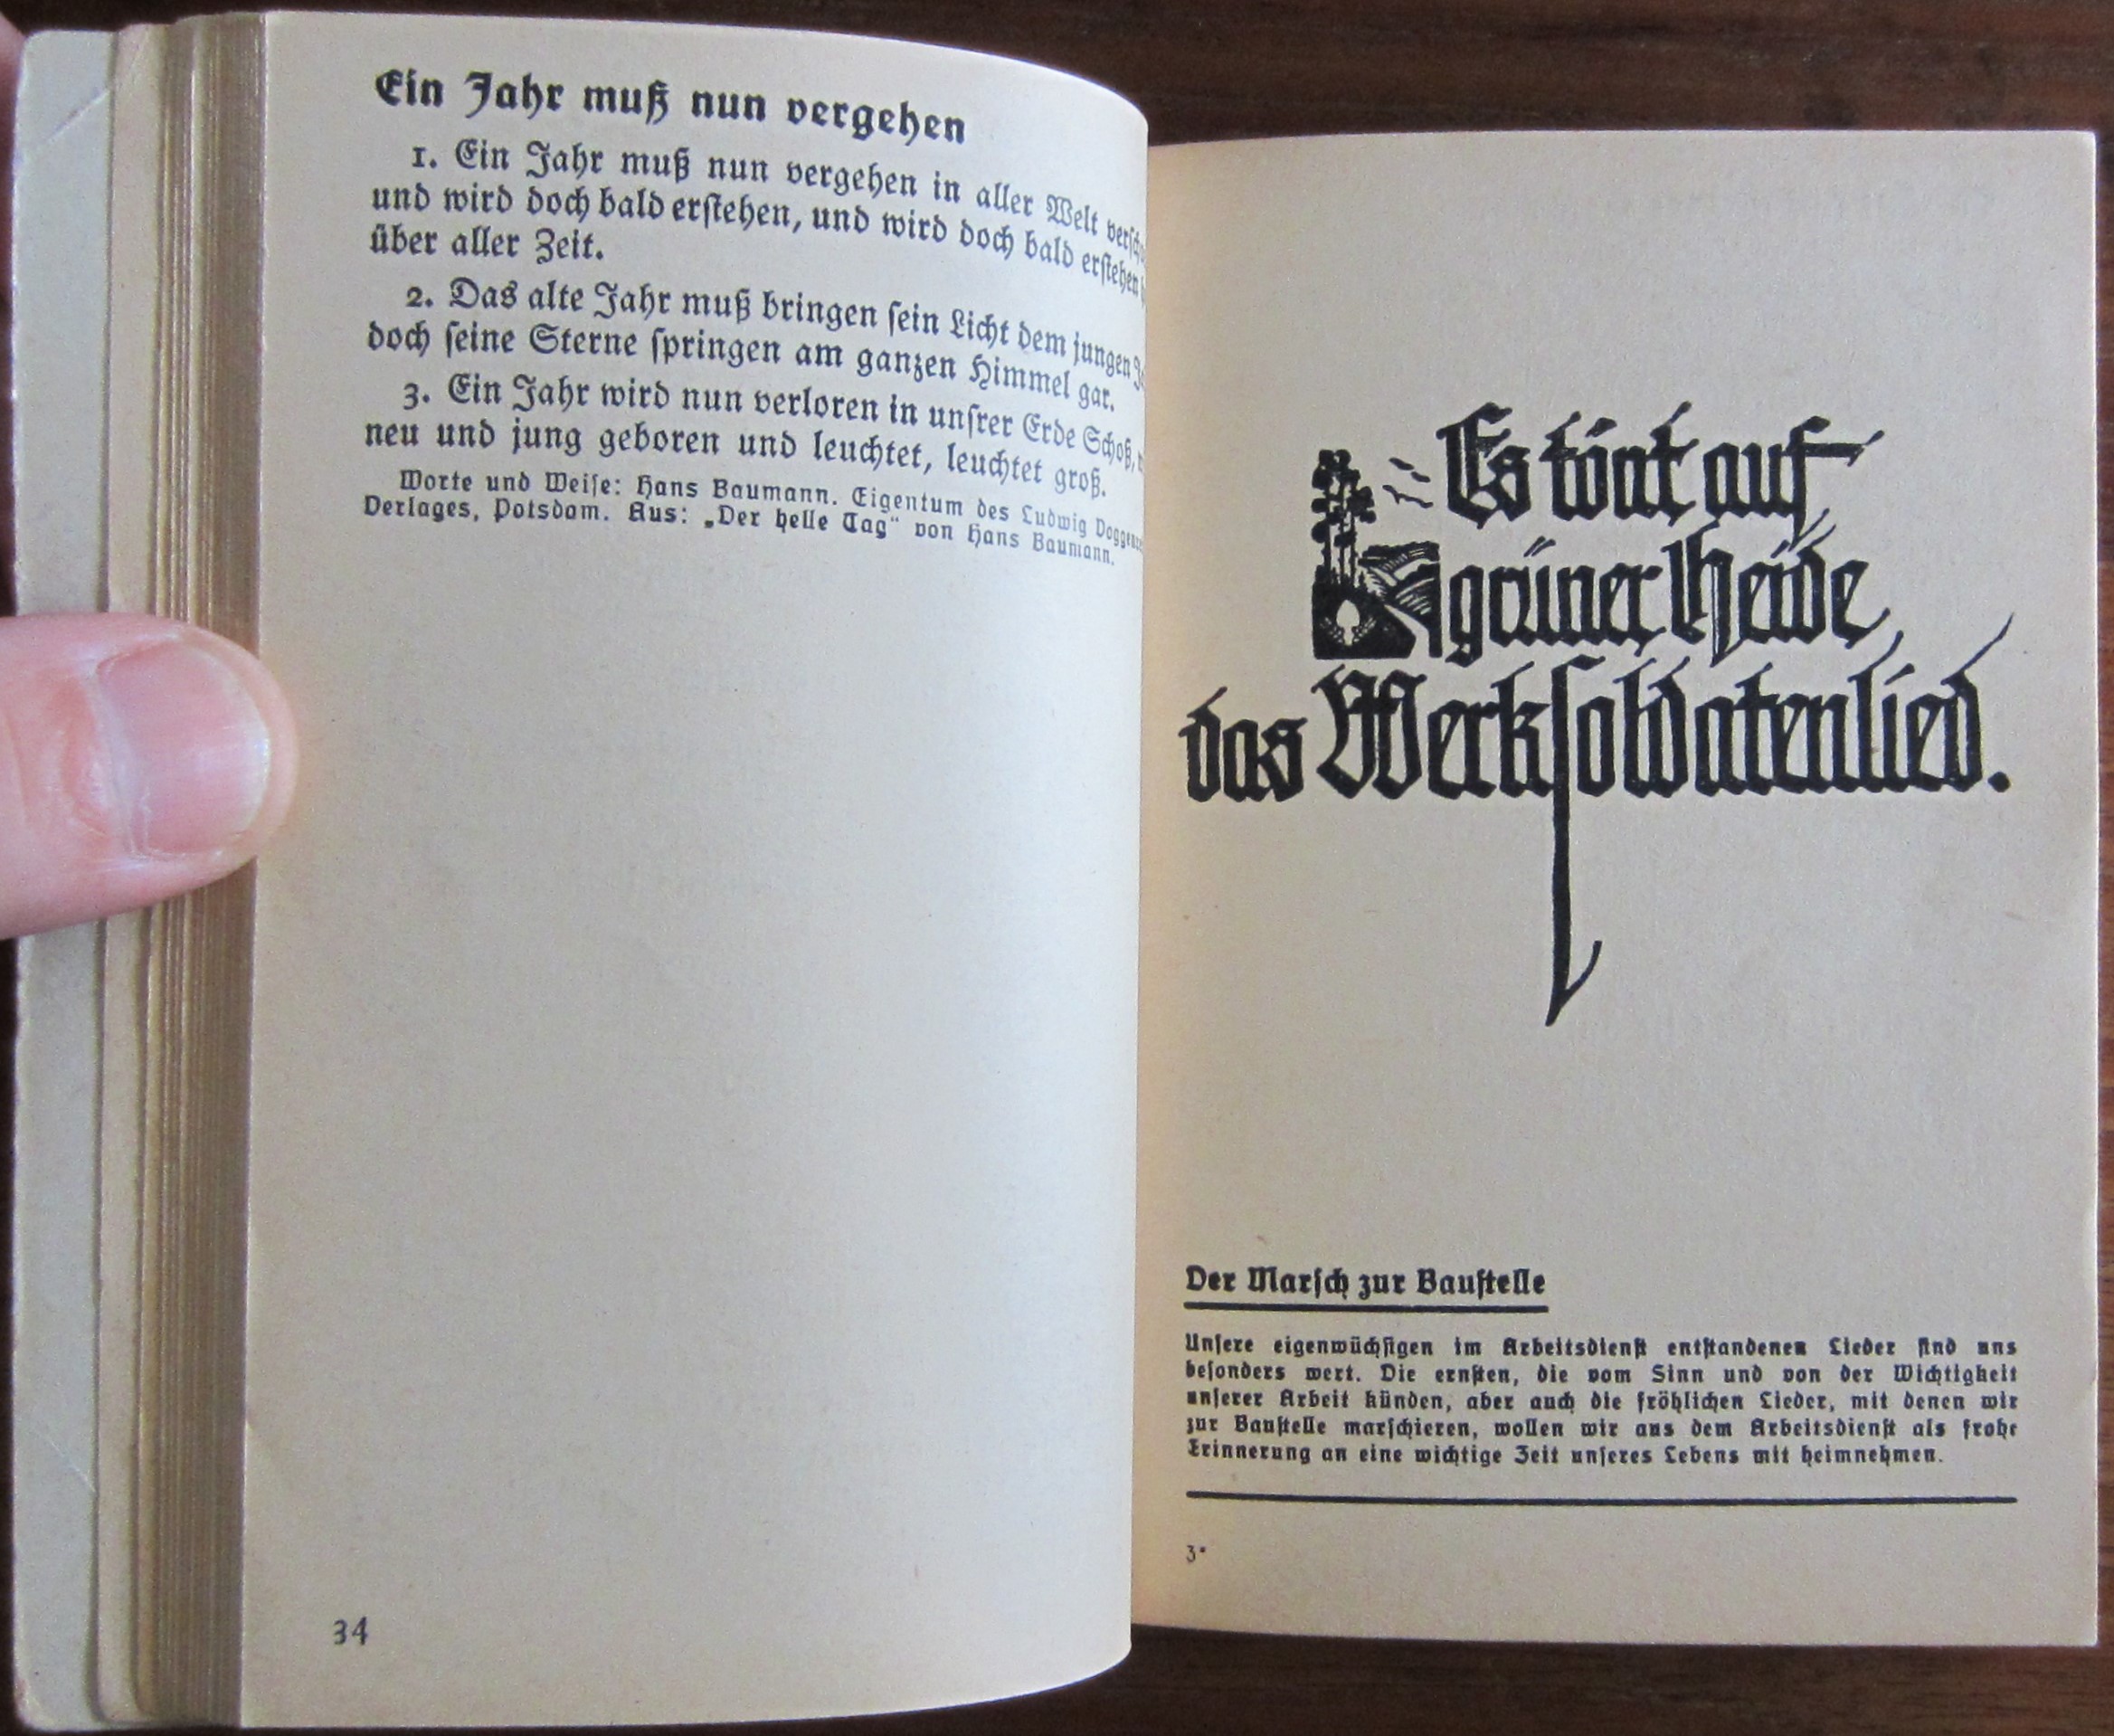 Ein Jahr muß nun vergehen
1. Ein Jahr muß nun vergehen in aller Welt
und wird doch bald erstehen, und wird doch bald erstehen
über aller Zeit.
2. Das alte Jahr muß bringen sein Licht dem jungen
doch seine Sterne springen am ganzen Himmel gar.
3. Ein Jahr wird nun verloren in unsrer Erde Schoß,
neu und jung geboren und leuchtet, leuchtet groß.
Worte und Weise: Hans Baumann. Eigentum des Ludwig
Verlages, Potsdam. Aus: „Der helle Tag“ von Hans Baumann.
34
Es tönt auf
grüner Heide
das Werksoldatenlied.
Der Marsch zur Baustelle
Unsere eigenwüchsigen im Arbeitsdienst entstandenen Lieder sind uns
besonders wert. Die ernsten, die vom Sinn und von der Wichtigkeit
unserer Arbeit künden, aber auch die fröhlichen Lieder, mit denen wir
zur Baustelle marschieren, wollen wir aus dem Arbeitsdienst als frohe
Erinnerung an eine wichtige Zeit unseres Lebens mit heimnehmen.
3*